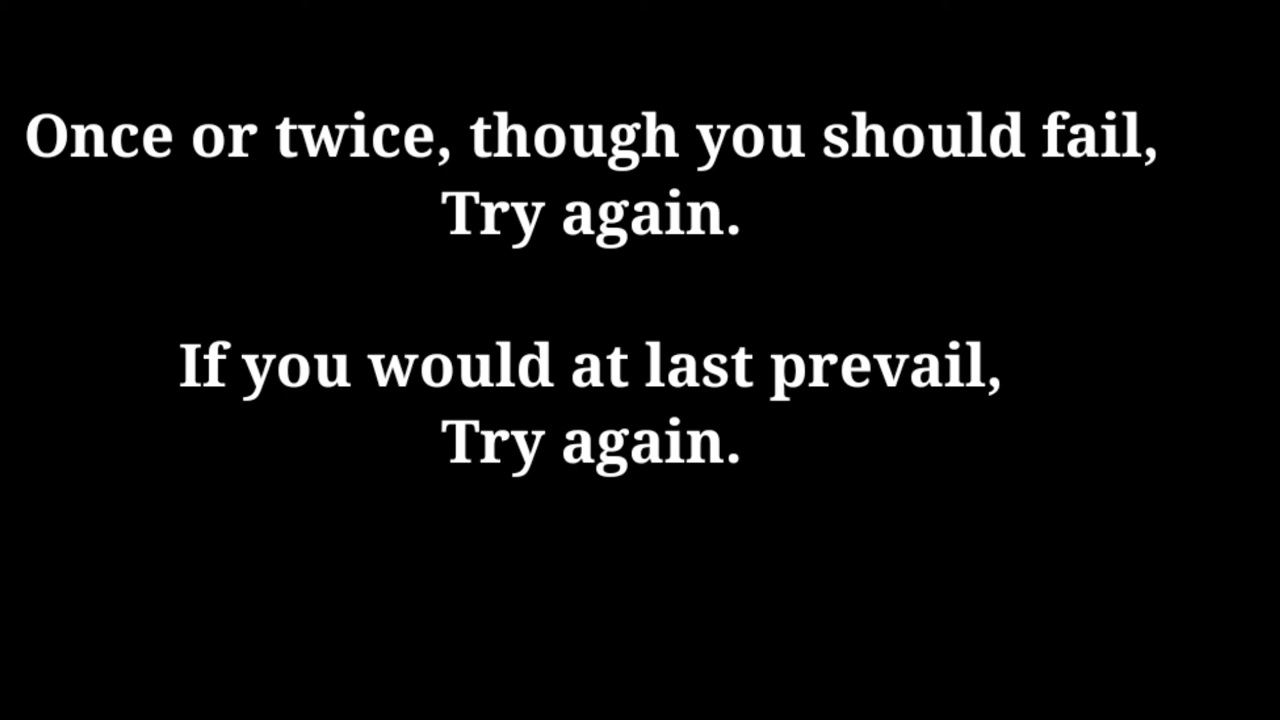 Once or twice, though you should fail,
Try again.
If you would at last prevail,
Try again.